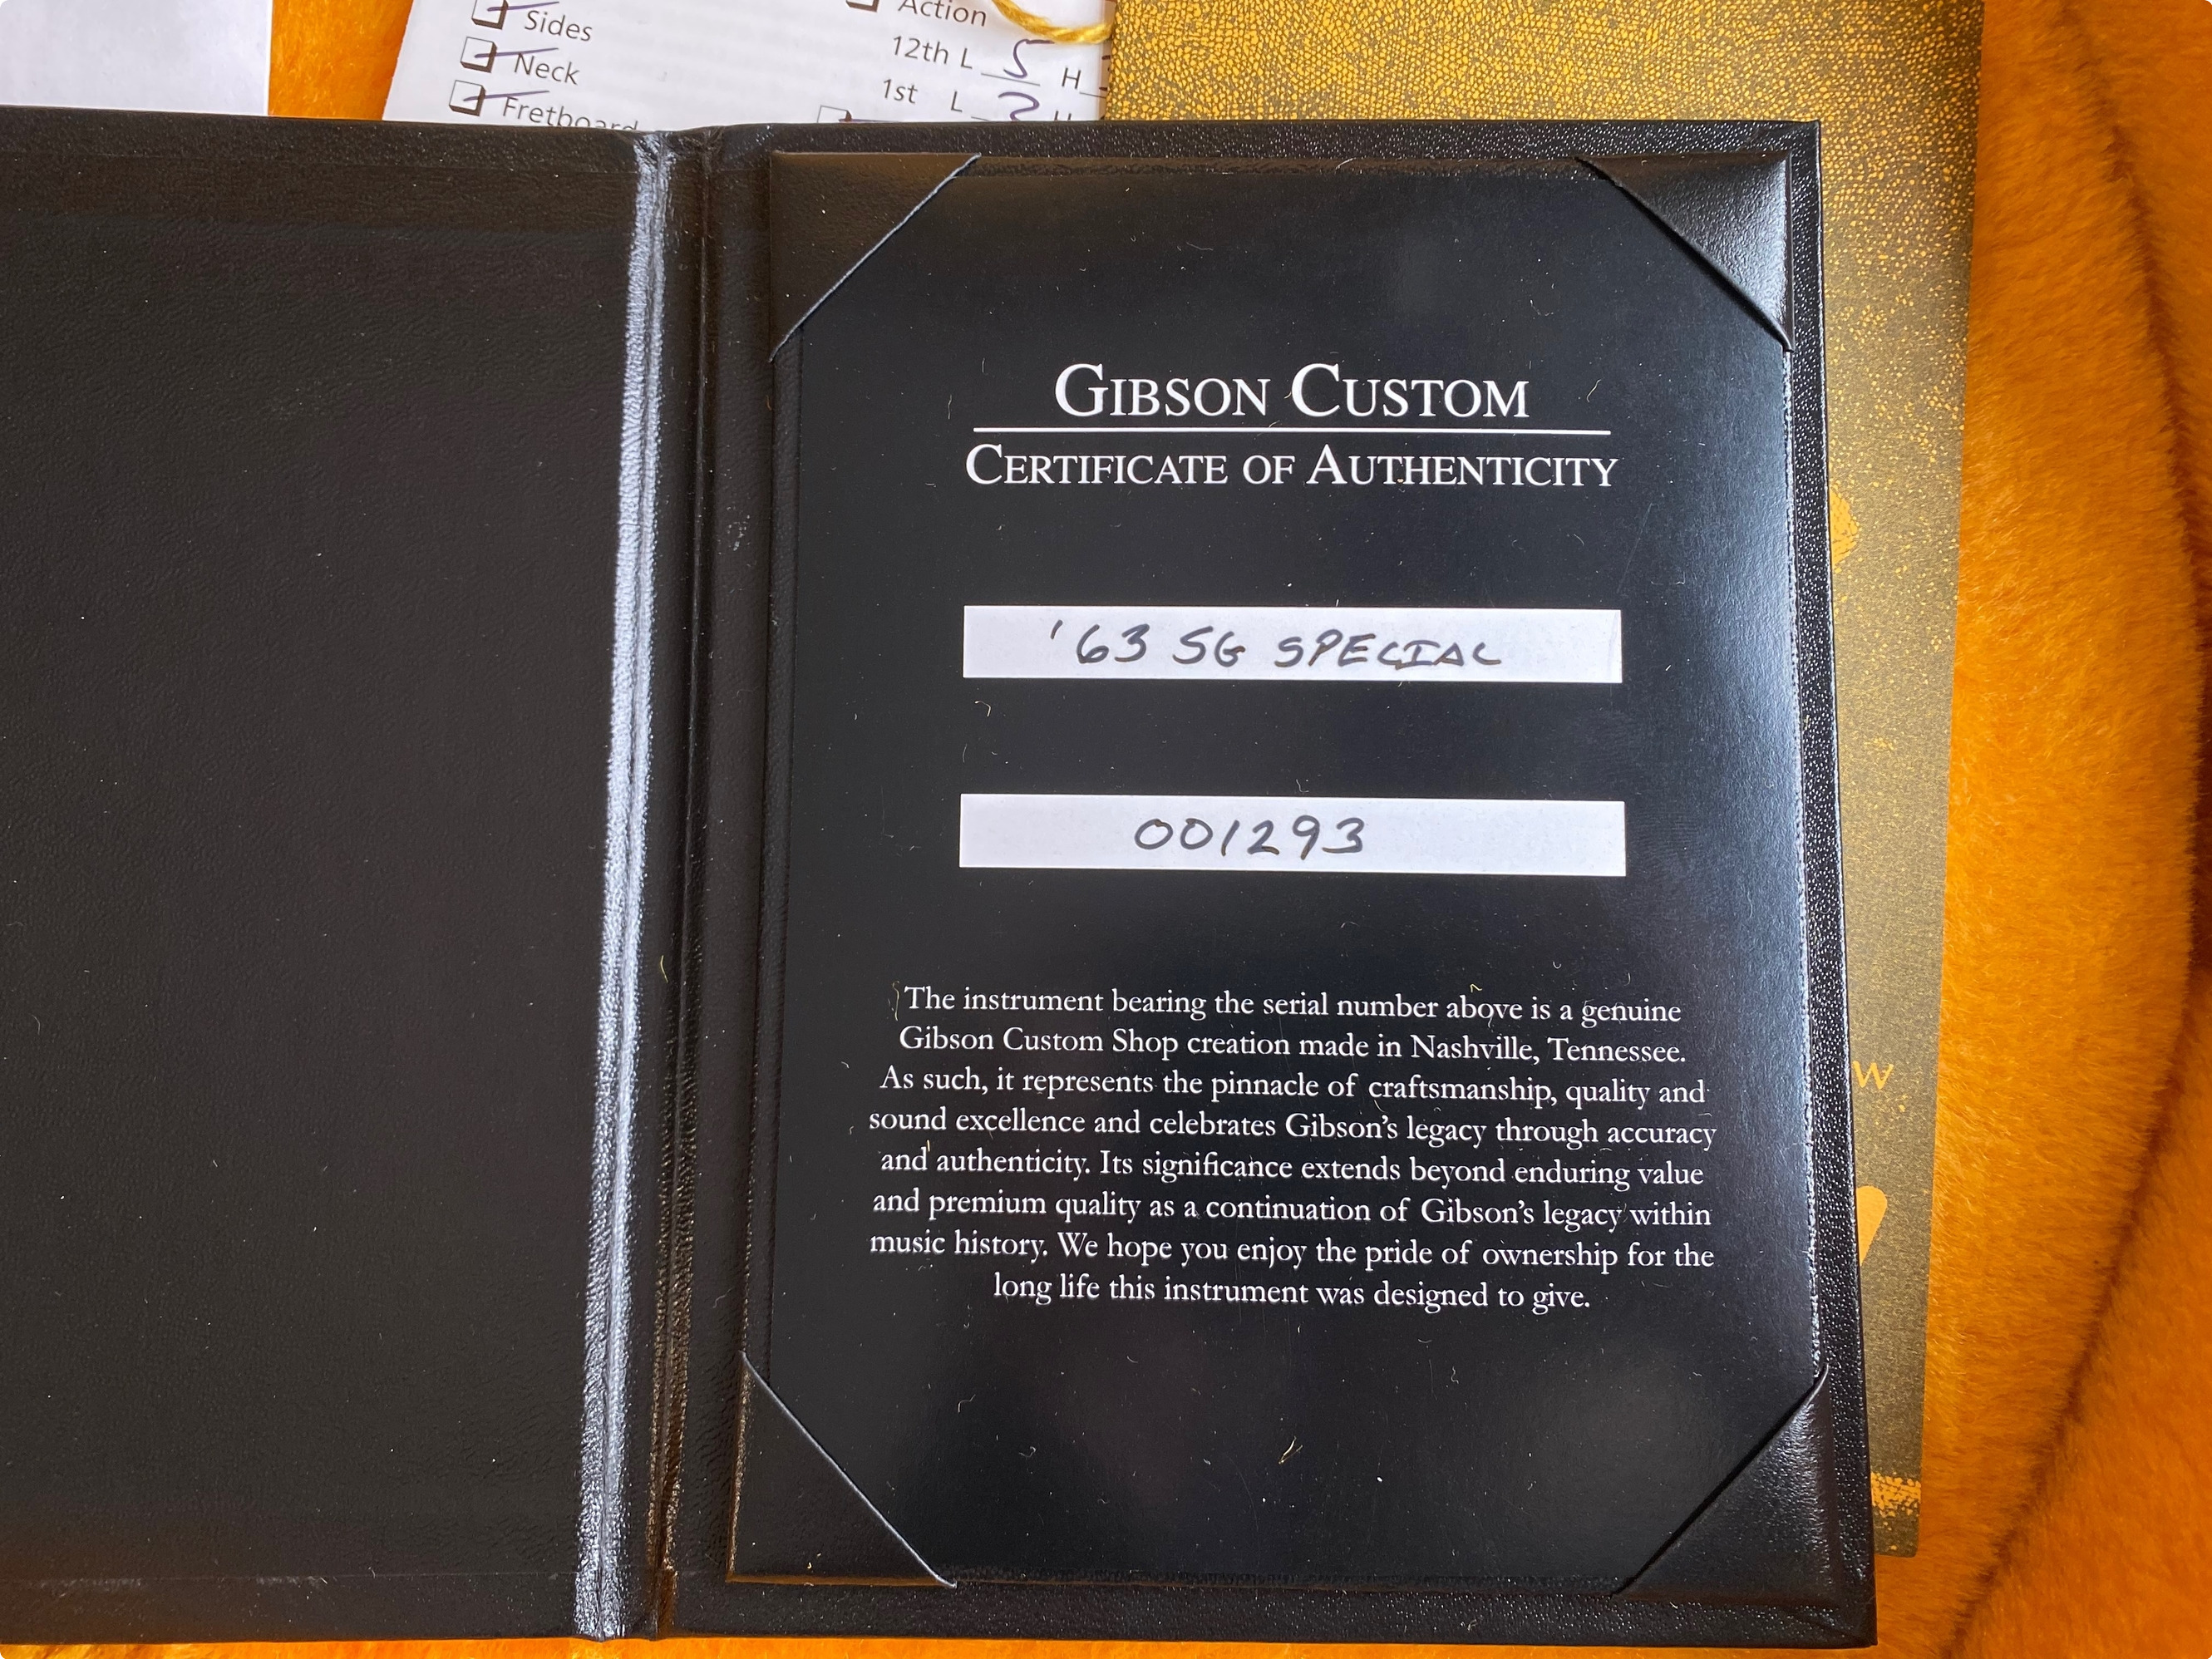 Sides
Neck
Fretboard
Action
12th L 5 H
1st L 2 H
GIBSON CUSTOM
CERTIFICATE OF AUTHENTICITY
'63 SG SPECIAL
001293
The instrument bearing the serial number above is a genuine
Gibson Custom Shop creation made in Nashville, Tennessee.
As such, it represents the pinnacle of craftsmanship, quality and
sound excellence and celebrates Gibson's legacy through accuracy
and authenticity. Its significance extends beyond enduring value
and premium quality as a continuation of Gibson's legacy within
music history. We hope you enjoy the pride of ownership for the
long life this instrument was designed to give.
w